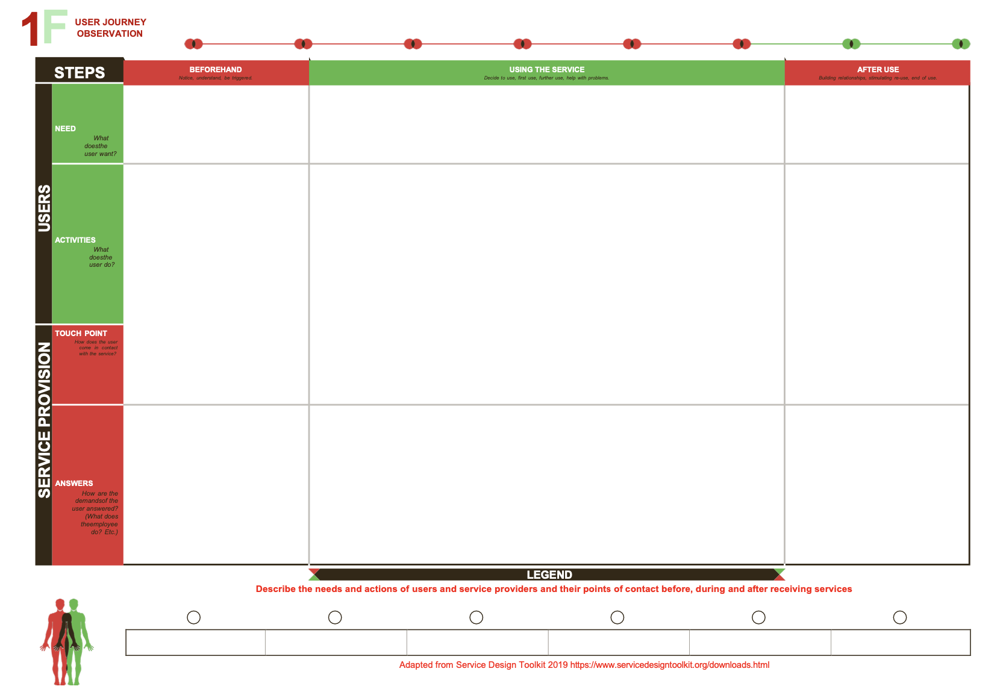 1F
USER JOURNEY
OBSERVATION
STEPS
BEFOREHAND
Notice, understand, be triggered.
USING THE SERVICE
Decide to use, first use, further use, help with problems.
AFTER USE
Building relationships, stimulating re-use, end of use.
USERS
NEED
What
doesthe
user want?
ACTIVITIES
What
doesthe
user do?
SERVICE PROVISION
TOUCH POINT
How does the user
come in contact
with the service?
ANSWERS
How are the
demandsof the
user answered?
(What does
theemployee
do? Etc.)
LEGEND
Describe the needs and actions of users and service providers and their points of contact before, during and after receiving services
Adapted from Service Design Toolkit 2019 https://www.servicedesigntoolkit.org/downloads.html